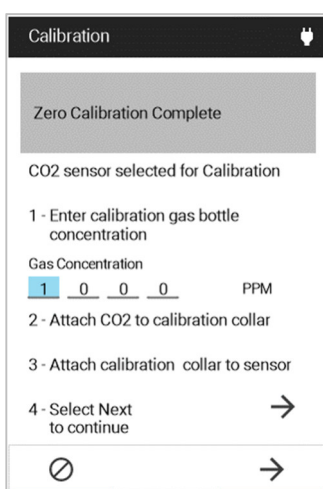 Calibration
Zero Calibration Complete
CO2 sensor selected for Calibration
1 - Enter calibration gas bottle
concentration
Gas Concentration
1 0 0 0 PPM
2 - Attach CO2 to calibration collar
3 - Attach calibration collar to sensor
4 - Select Next
to continue